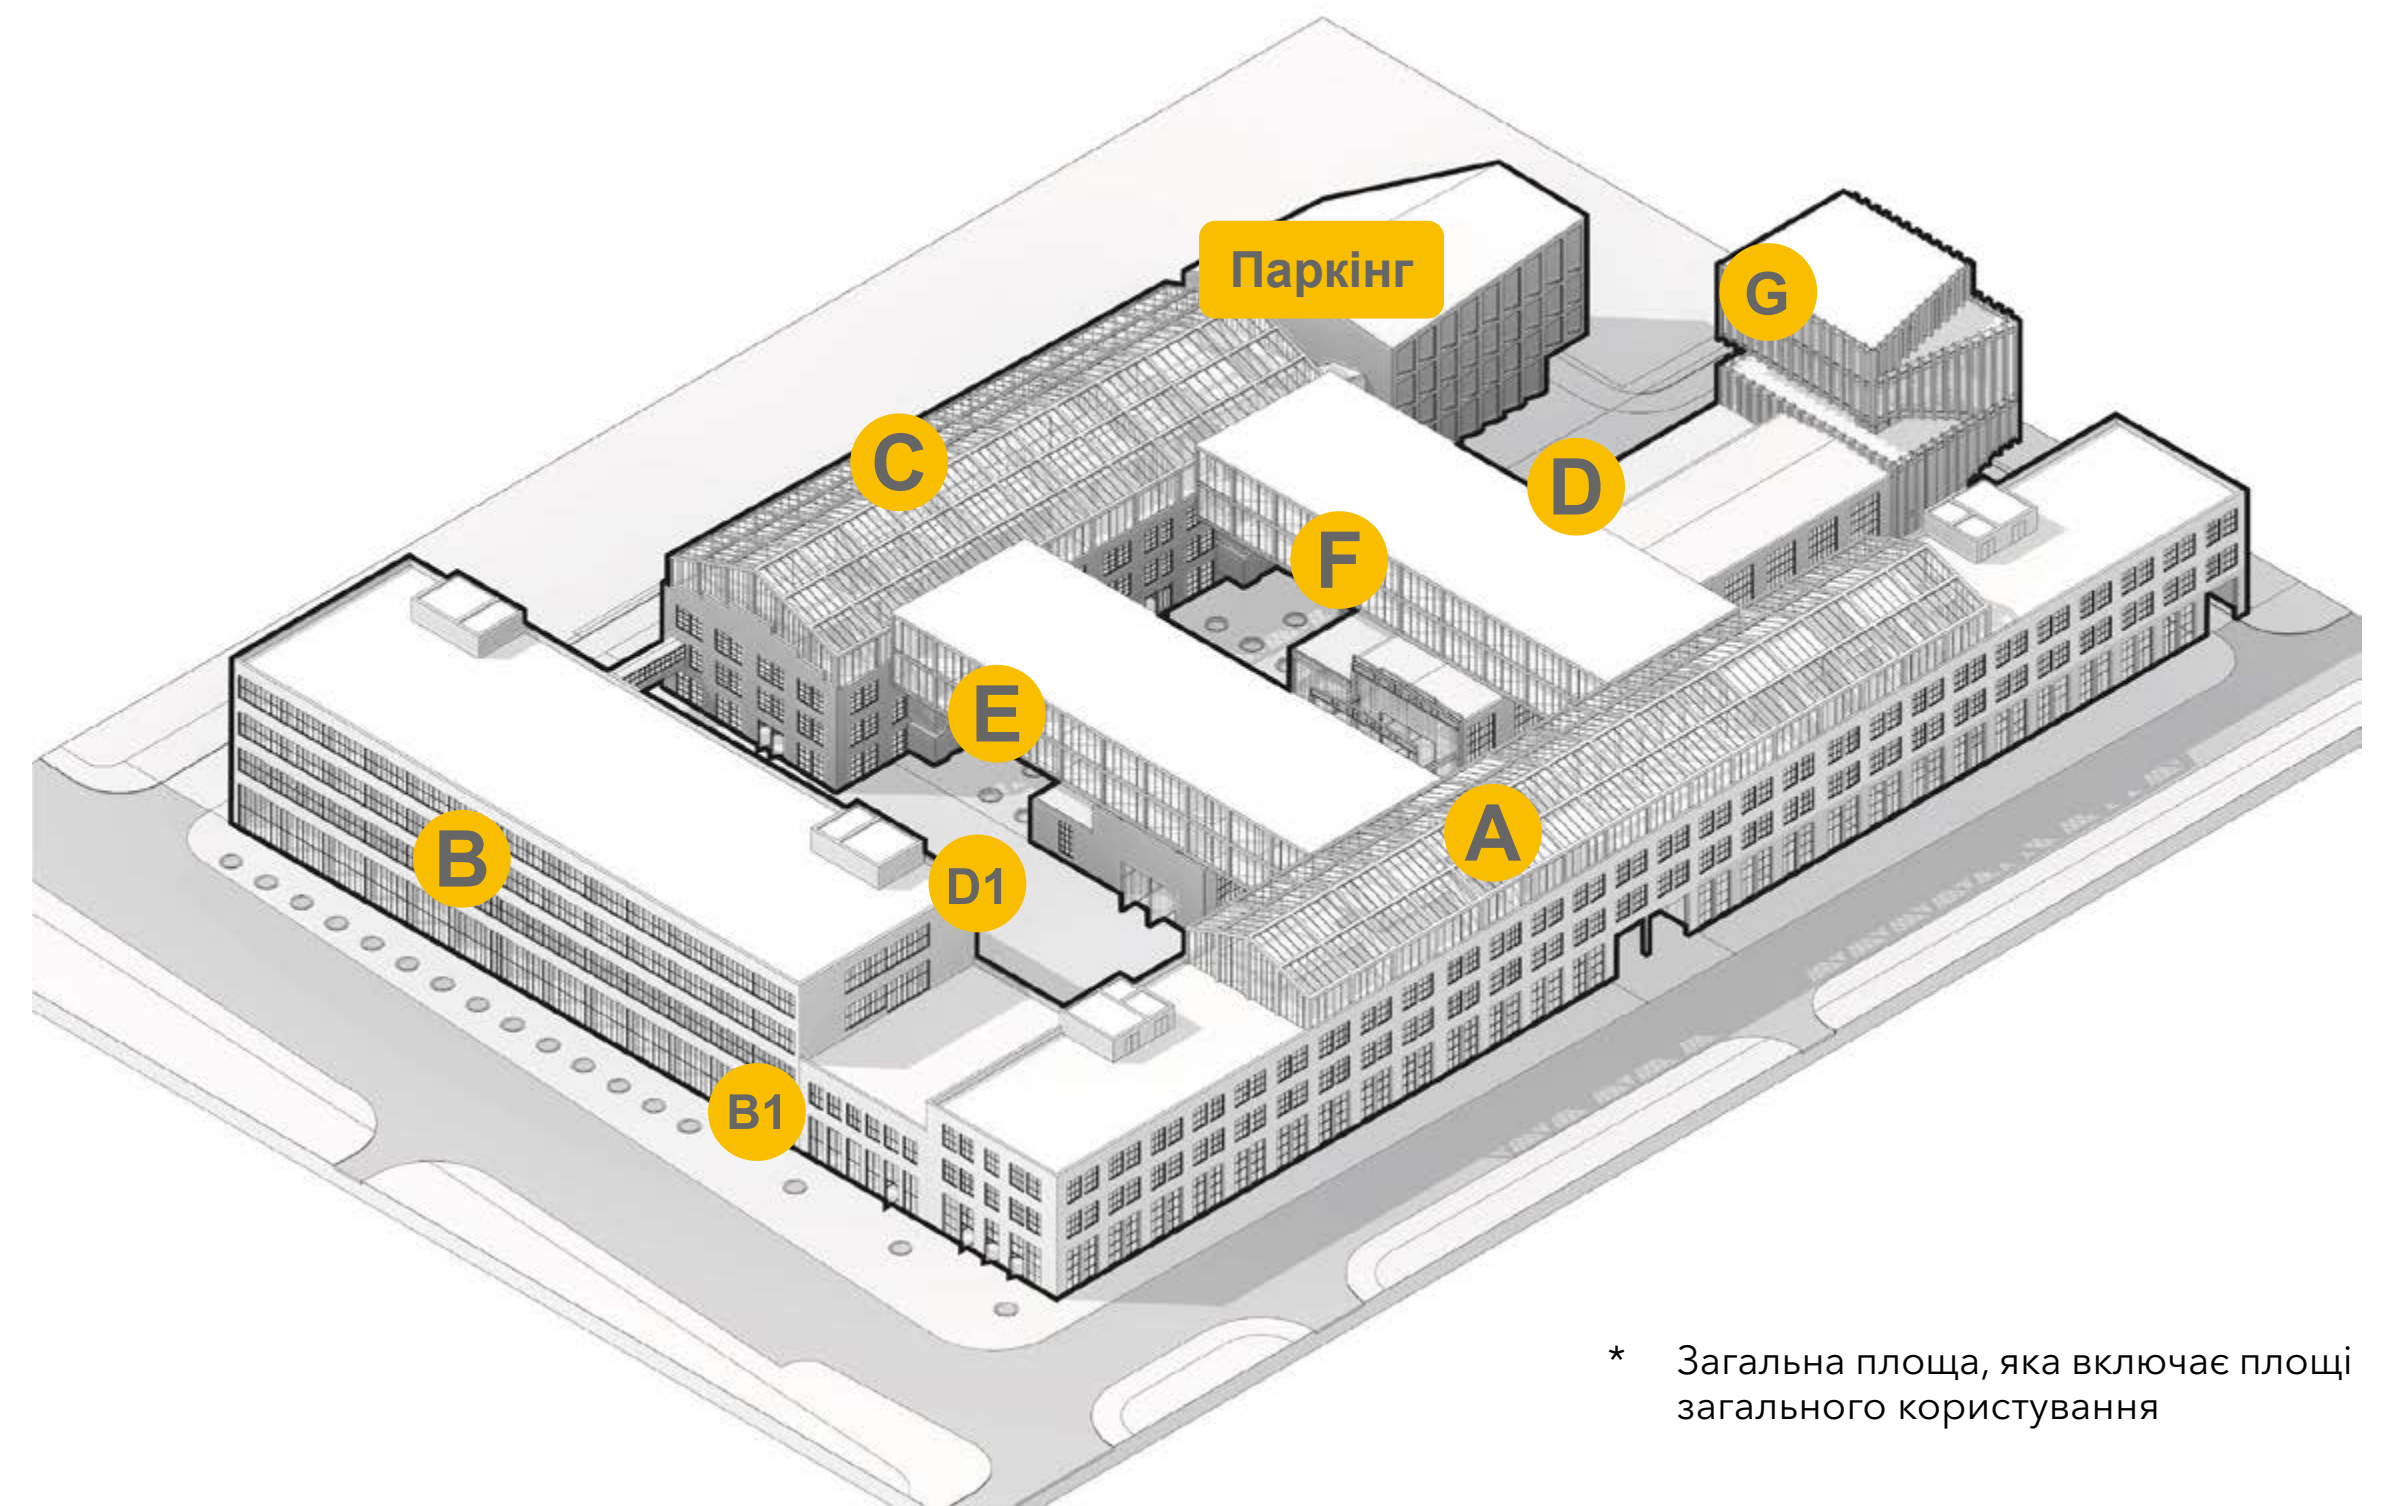 Паркінг
G
C
D
F
E
A
B
D1
B1
* Загальна площа, яка включає площі
загального користування